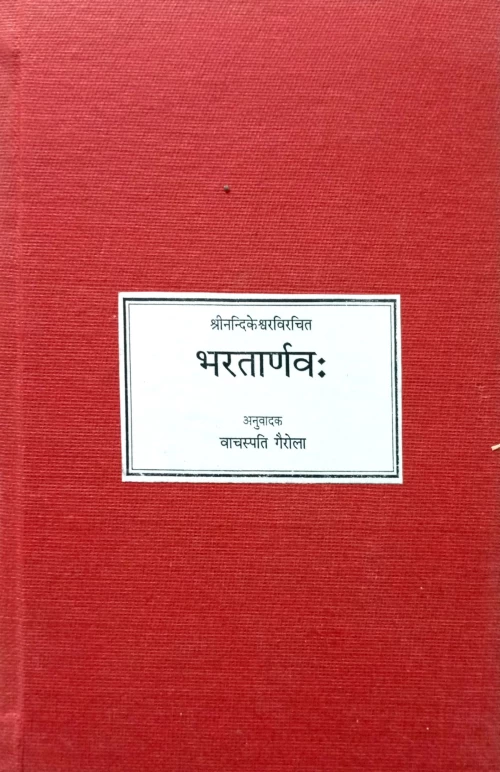 श्रीनन्दिकेश्वरविरचित
भरतार्णवः
अनुवादक
वाचस्पति गैरोला